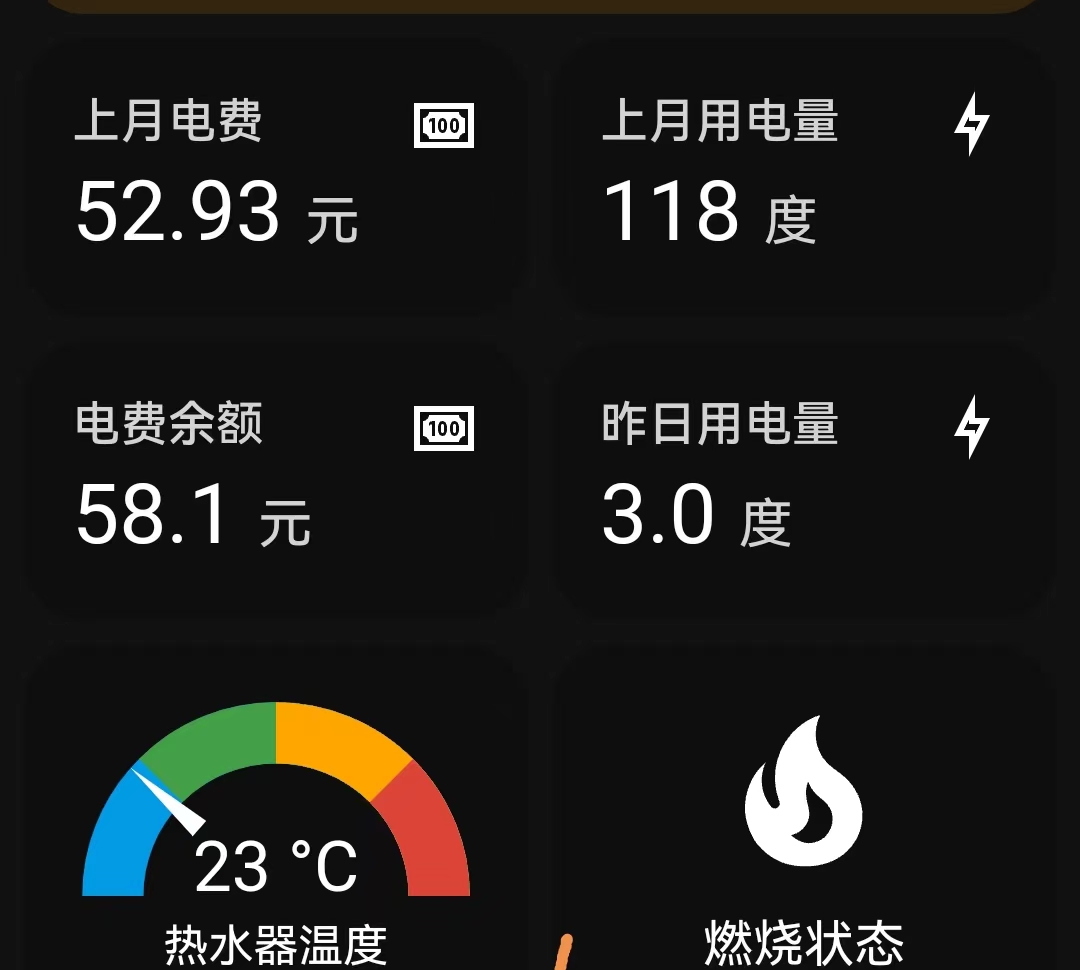 上月电费
100
52.93 元
上月用电量
118 度
电费余额
100
58.1 元
昨日用电量
3.0 度
23 °C
热水器温度
燃烧状态